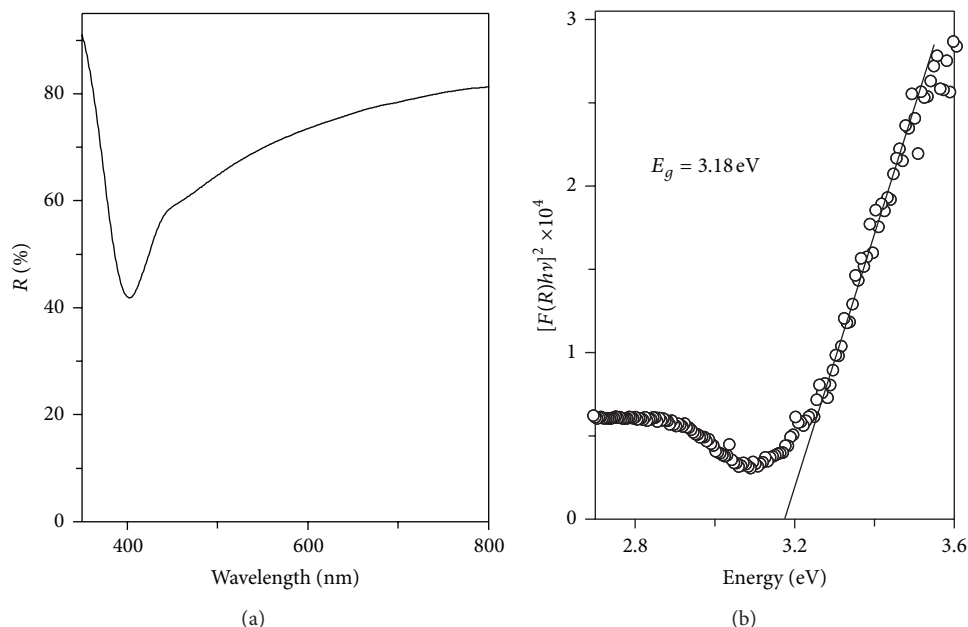 80
60
40
20
0
R (%)
400
600
800
Wavelength (nm)
(a)
3
2
1
0
[F(R)hν]² ×10⁴
E_g = 3.18 eV
2.8
3.2
3.6
Energy (eV)
(b)